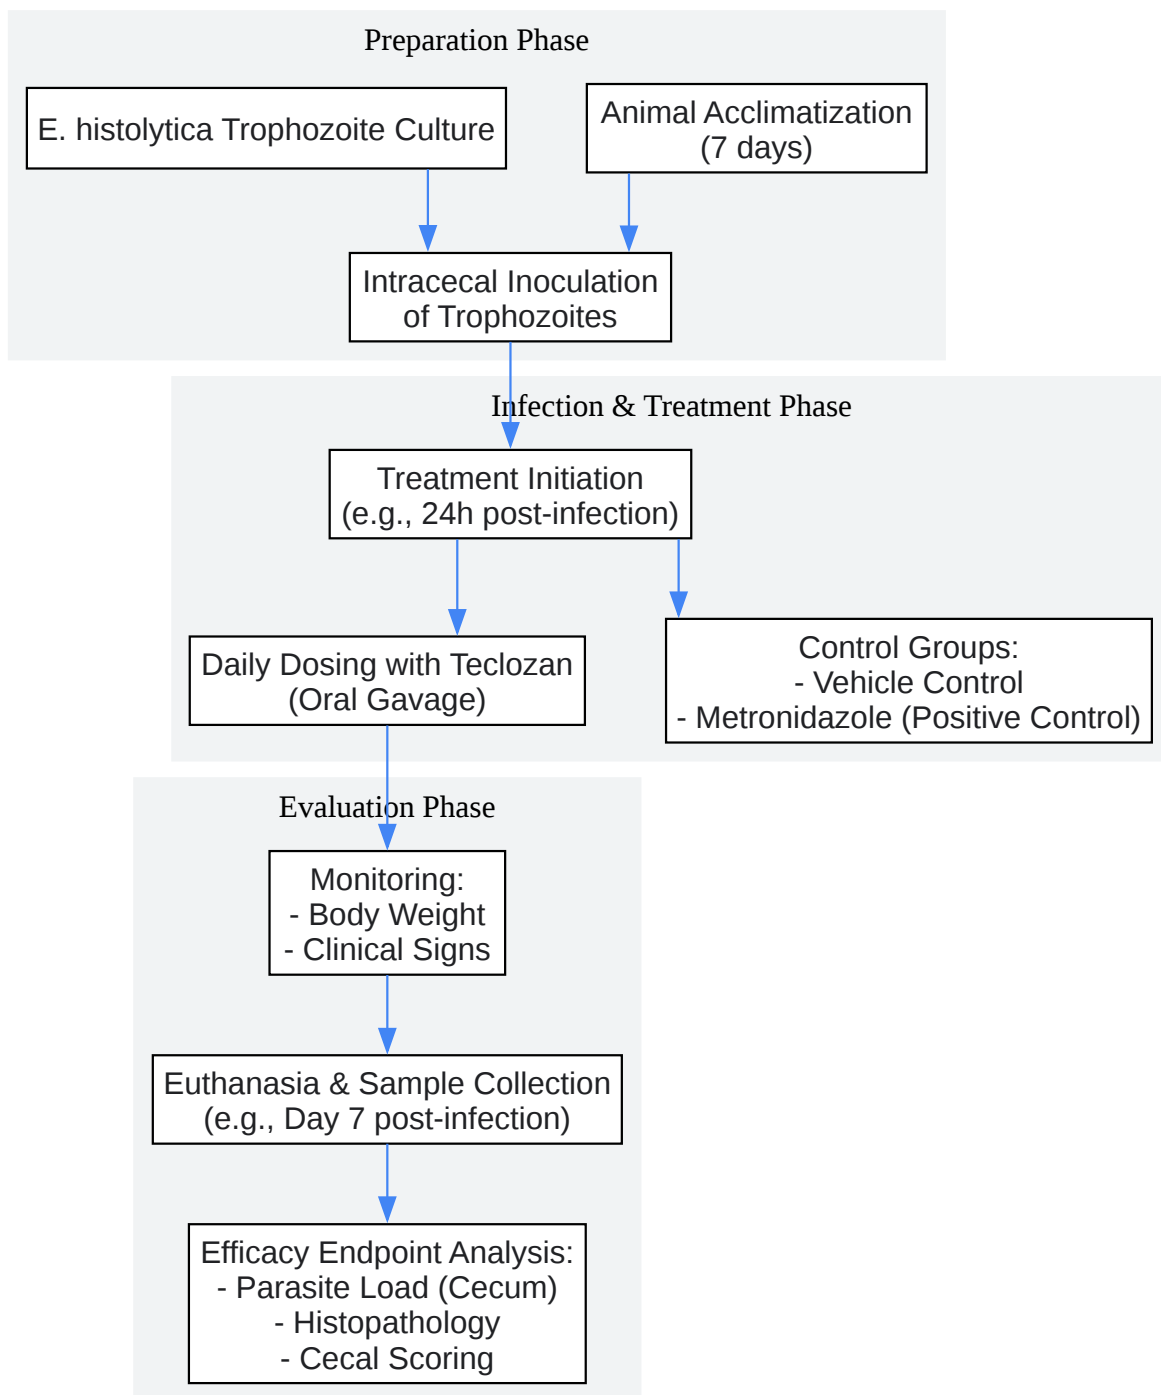 Preparation Phase
E. histolytica Trophozoite Culture
Animal Acclimatization
(7 days)
Intracecal Inoculation
of Trophozoites
Infection & Treatment Phase
Treatment Initiation
(e.g., 24h post-infection)
Daily Dosing with Teclozan
(Oral Gavage)
Control Groups:
- Vehicle Control
- Metronidazole (Positive Control)
Evaluation Phase
Monitoring:
- Body Weight
- Clinical Signs
Euthanasia & Sample Collection
(e.g., Day 7 post-infection)
Efficacy Endpoint Analysis:
- Parasite Load (Cecum)
- Histopathology
- Cecal Scoring